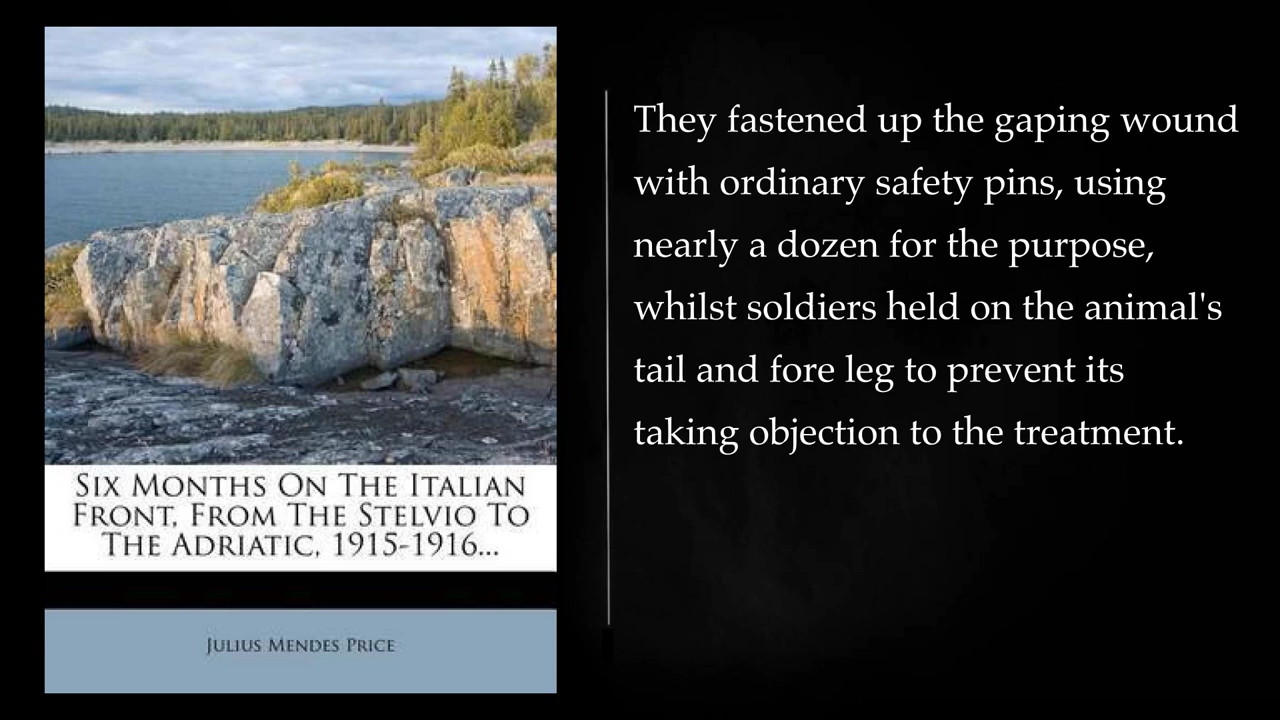 SIX MONTHS ON THE ITALIAN
FRONT, FROM THE STELVIO TO
THE ADRIATIC, 1915-1916...
JULIUS MENDES PRICE
They fastened up the gaping wound
with ordinary safety pins, using
nearly a dozen for the purpose,
whilst soldiers held on the animal's
tail and fore leg to prevent its
taking objection to the treatment.